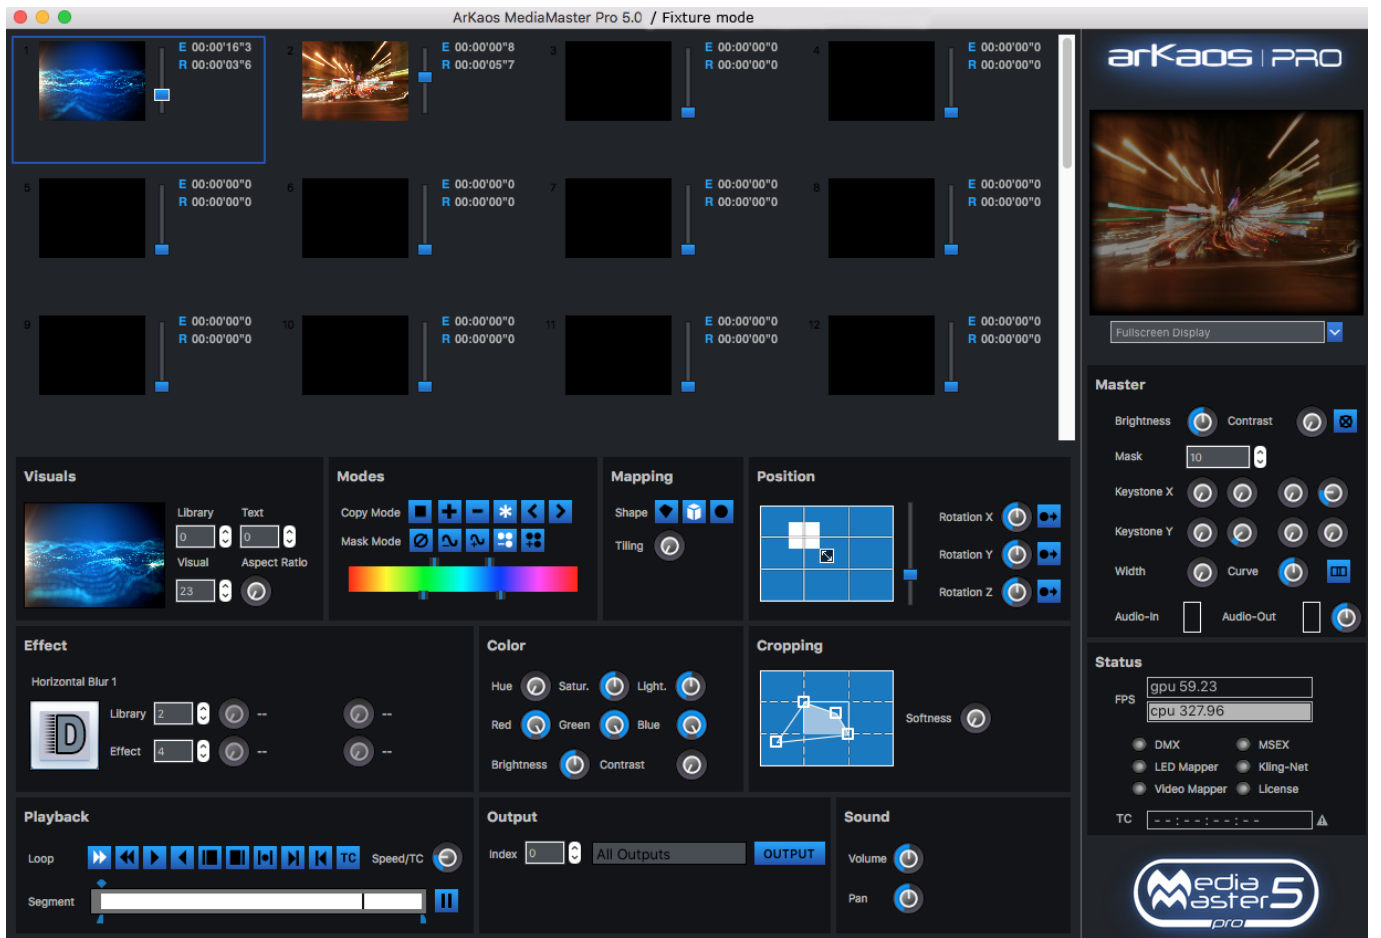 ArKaos MediaMaster Pro 5.0 / Fixture mode
1 E 00:00'16"3
R 00:00'03"6
2 E 00:00'00"8
R 00:00'05"7
3 E 00:00'00"0
R 00:00'00"0
4 E 00:00'00"0
R 00:00'00"0
5 E 00:00'00"0
R 00:00'00"0
6 E 00:00'00"0
R 00:00'00"0
7 E 00:00'00"0
R 00:00'00"0
8 E 00:00'00"0
R 00:00'00"0
9 E 00:00'00"0
R 00:00'00"0
10 E 00:00'00"0
R 00:00'00"0
11 E 00:00'00"0
R 00:00'00"0
12 E 00:00'00"0
R 00:00'00"0
arKaos | PRO
Fullscreen Display
Master
Brightness Contrast
Mask 10
Keystone X
Keystone Y
Width Curve
Audio-In Audio-Out
Status
FPS gpu 59.23
cpu 327.96
DMX MSEX
LED Mapper Kling-Net
Video Mapper License
TC --:--:--:--
Media
Master 5
pro
Visuals
Library Text
0 0
Visual Aspect Ratio
23
Modes
Copy Mode
Mask Mode
Mapping
Shape
Tiling
Position
Rotation X
Rotation Y
Rotation Z
Effect
Horizontal Blur 1
D
Library 2 -- --
Effect 4 -- --
Color
Hue Satur. Light.
Red Green Blue
Brightness Contrast
Cropping
Softness
Playback
Loop TC Speed/TC
Segment
Output
Index 0 All Outputs OUTPUT
Sound
Volume
Pan